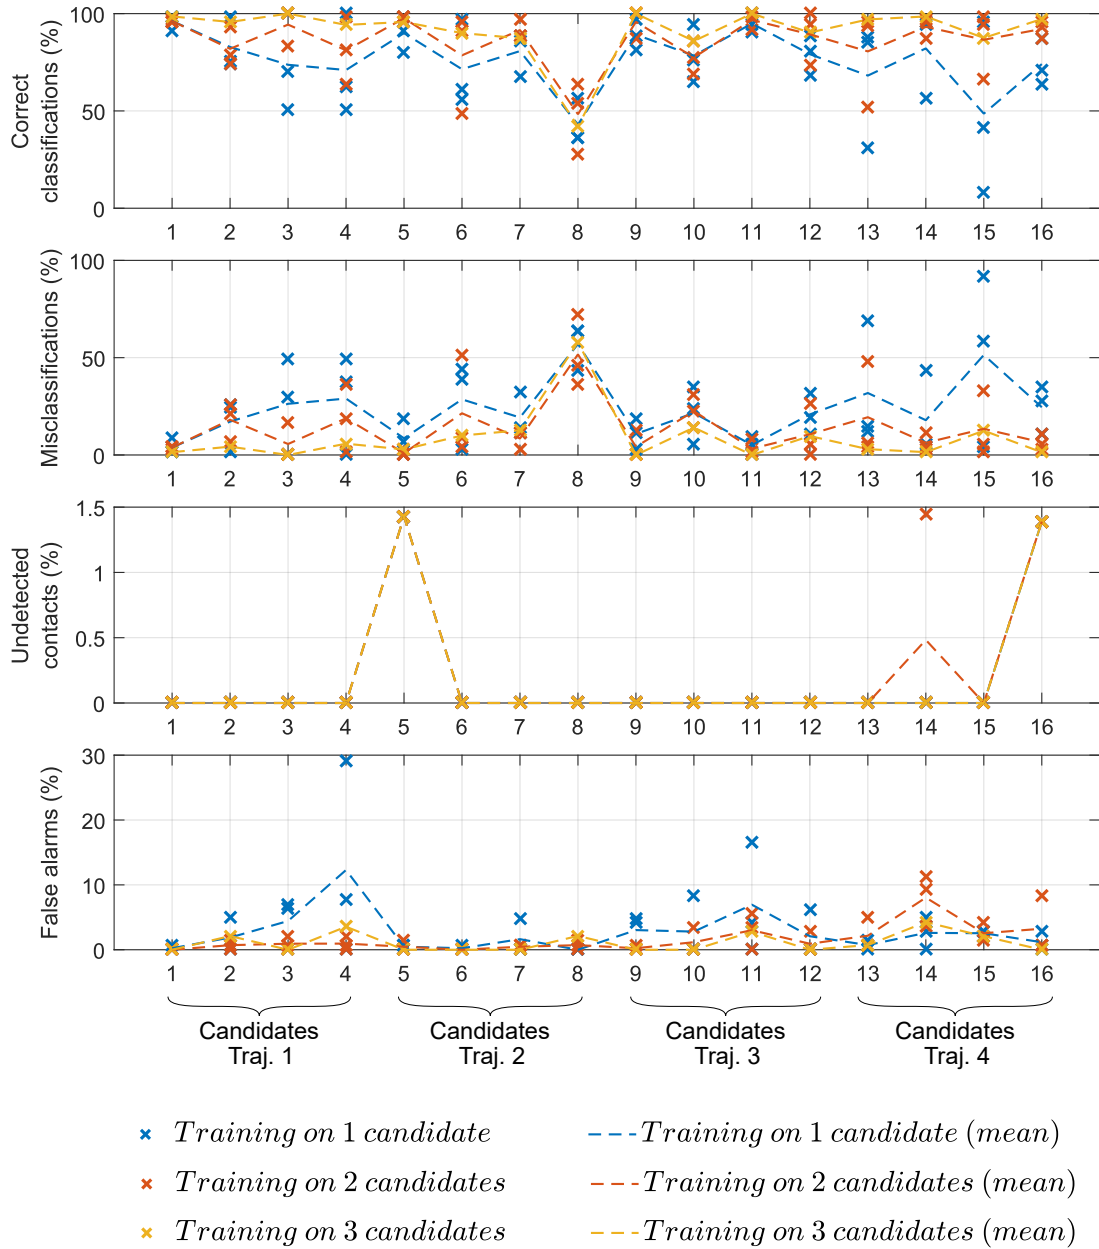 Correct
classifications (%)
100
50
0
1 2 3 4 5 6 7 8 9 10 11 12 13 14 15 16
Misclassifications (%)
100
50
0
1 2 3 4 5 6 7 8 9 10 11 12 13 14 15 16
Undetected
contacts (%)
1.5
1
0.5
0
1 2 3 4 5 6 7 8 9 10 11 12 13 14 15 16
False alarms (%)
30
20
10
0
1 2 3 4 5 6 7 8 9 10 11 12 13 14 15 16
Candidates Candidates Candidates Candidates
Traj. 1 Traj. 2 Traj. 3 Traj. 4
Training on 1 candidate Training on 1 candidate (mean)
Training on 2 candidates Training on 2 candidates (mean)
Training on 3 candidates Training on 3 candidates (mean)